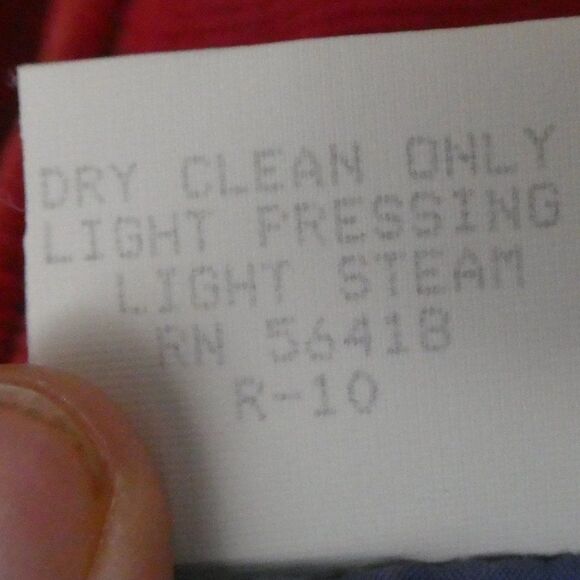 DRY CLEAN ONLY
LIGHT PRESSING
LIGHT STEAM
RN 56418
R-10